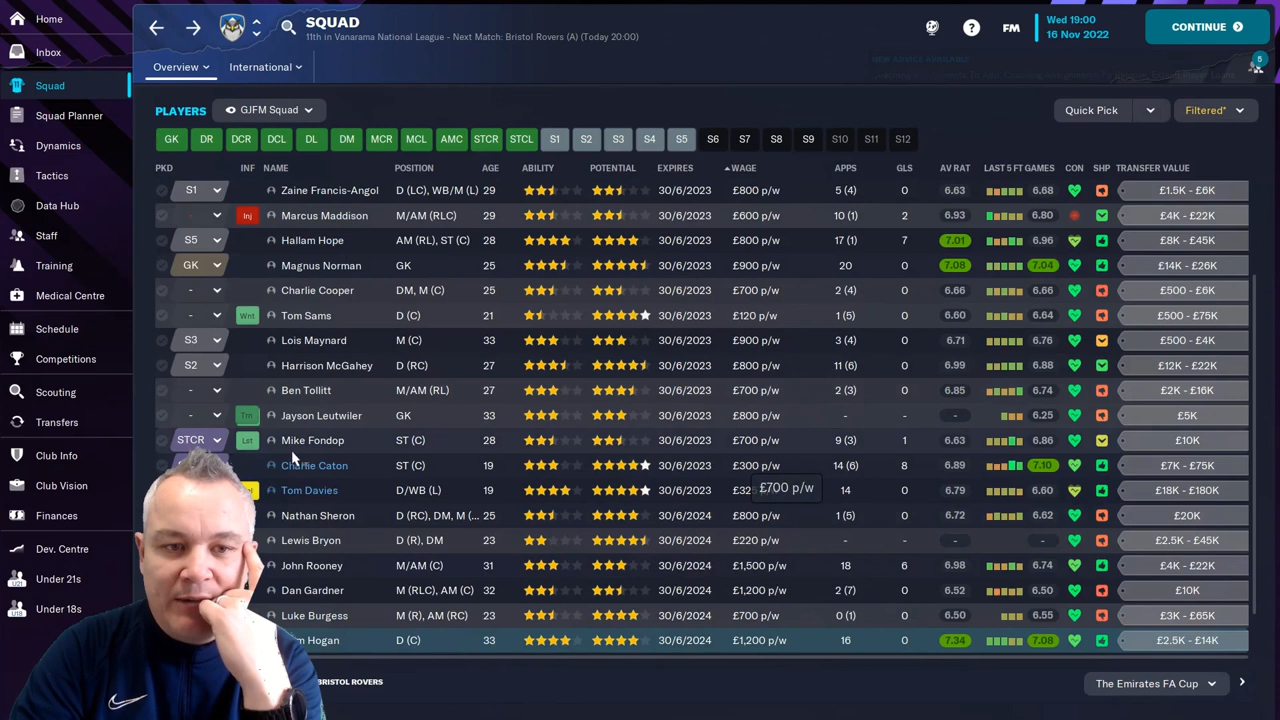 Home
SQUAD
11th in Vanarama National League - Next Match: Bristol Rovers (A) (Today 20:00)
FM
Wed 19:00
16 Nov 2022
CONTINUE
Inbox
Overview
International
5
Squad
PLAYERS
GJFM Squad
Quick Pick
Filtered*
Squad Planner
GK DR DCR DCL DL DM MCR MCL AMC STCR STCL S1 S2 S3 S4 S5 S6 S7 S8 S9 S10 S11 S12
Dynamics
PKD INF NAME POSITION AGE ABILITY POTENTIAL EXPIRES WAGE APPS GLS AV RAT LAST 5 FT GAMES CON SHP TRANSFER VALUE
Tactics
S1 Zaine Francis-Angol D (LC), WB/M (L) 29 30/6/2023 £800 p/w 5 (4) 0 6.63 6.68 £1.5K - £6K
Data Hub
- Inj Marcus Maddison M/AM (RLC) 29 30/6/2023 £600 p/w 10 (1) 2 6.93 6.80 £4K - £22K
Staff
S5 Hallam Hope AM (RL), ST (C) 28 30/6/2023 £800 p/w 17 (1) 7 7.01 6.96 £8K - £45K
Training
GK Magnus Norman GK 25 30/6/2023 £900 p/w 20 0 7.08 7.04 £14K - £26K
Medical Centre
- Charlie Cooper DM, M (C) 25 30/6/2023 £700 p/w 2 (4) 0 6.66 6.66 £500 - £6K
- Wnt Tom Sams D (C) 21 30/6/2023 £120 p/w 1 (5) 0 6.60 6.64 £500 - £75K
Schedule
S3 Lois Maynard M (C) 33 30/6/2023 £900 p/w 3 (4) 0 6.71 6.76 £500 - £4K
Competitions
S2 Harrison McGahey D (RC) 27 30/6/2023 £800 p/w 11 (6) 0 6.99 6.98 £12K - £22K
Scouting
- Ben Tollitt M/AM (RL) 27 30/6/2023 £700 p/w 2 (3) 0 6.85 6.74 £2K - £16K
Transfers
- Trn Jayson Leutwiler GK 33 30/6/2023 £800 p/w - - - 6.25 £5K
STCR Lst Mike Fondop ST (C) 28 30/6/2023 £700 p/w 9 (3) 1 6.63 6.86 £10K
Club Info
Charlie Caton ST (C) 19 30/6/2023 £300 p/w 14 (6) 8 6.89 7.10 £7K - £75K
Club Vision
Tom Davies D/WB (L) 19 30/6/2023 14 0 6.79 6.60 £18K - £180K
£700 p/w
Finances
Nathan Sheron D (RC), DM, M (... 25 30/6/2024 £800 p/w 1 (5) 0 6.72 6.62 £20K
Dev. Centre
Lewis Bryon D (R), DM 23 30/6/2024 £220 p/w - - - - £2.5K - £45K
Under 21s
John Rooney M/AM (C) 31 30/6/2024 £1,500 p/w 18 6 6.98 6.74 £4K - £22K
Under 18s
Dan Gardner M (RLC), AM (C) 32 30/6/2024 £1,200 p/w 2 (7) 0 6.52 6.50 £10K
Luke Burgess M (R), AM (RC) 23 30/6/2024 £700 p/w 0 (1) 0 6.50 6.55 £3K - £65K
Hogan D (C) 33 30/6/2024 £1,200 p/w 16 0 7.34 7.08 £2.5K - £14K
BRISTOL ROVERS
The Emirates FA Cup